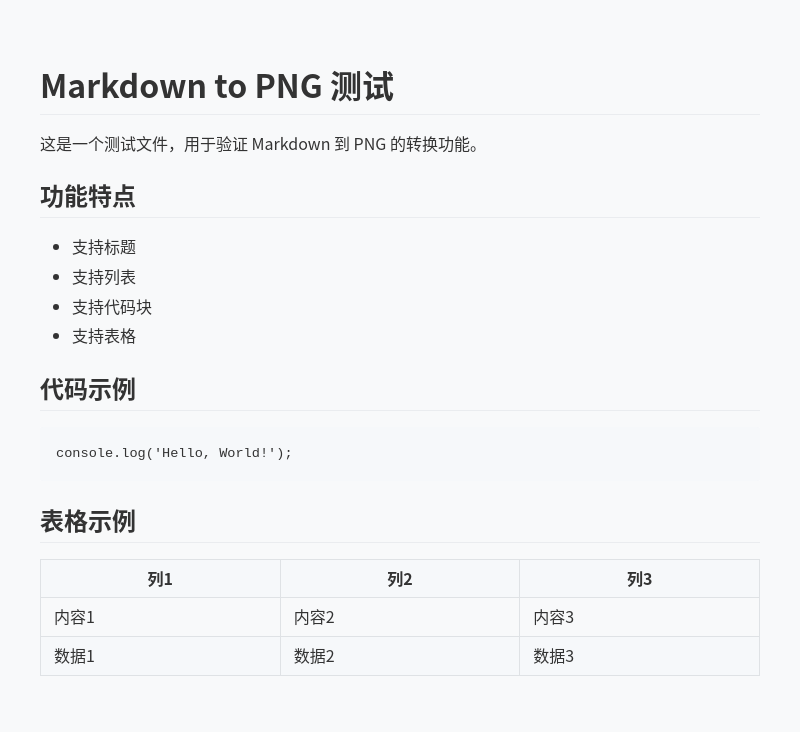 Markdown to PNG 测试
这是一个测试文件，用于验证 Markdown 到 PNG 的转换功能。
功能特点
• 支持标题
• 支持列表
• 支持代码块
• 支持表格
代码示例
console.log('Hello, World!');
表格示例
列1 列2 列3
内容1 内容2 内容3
数据1 数据2 数据3